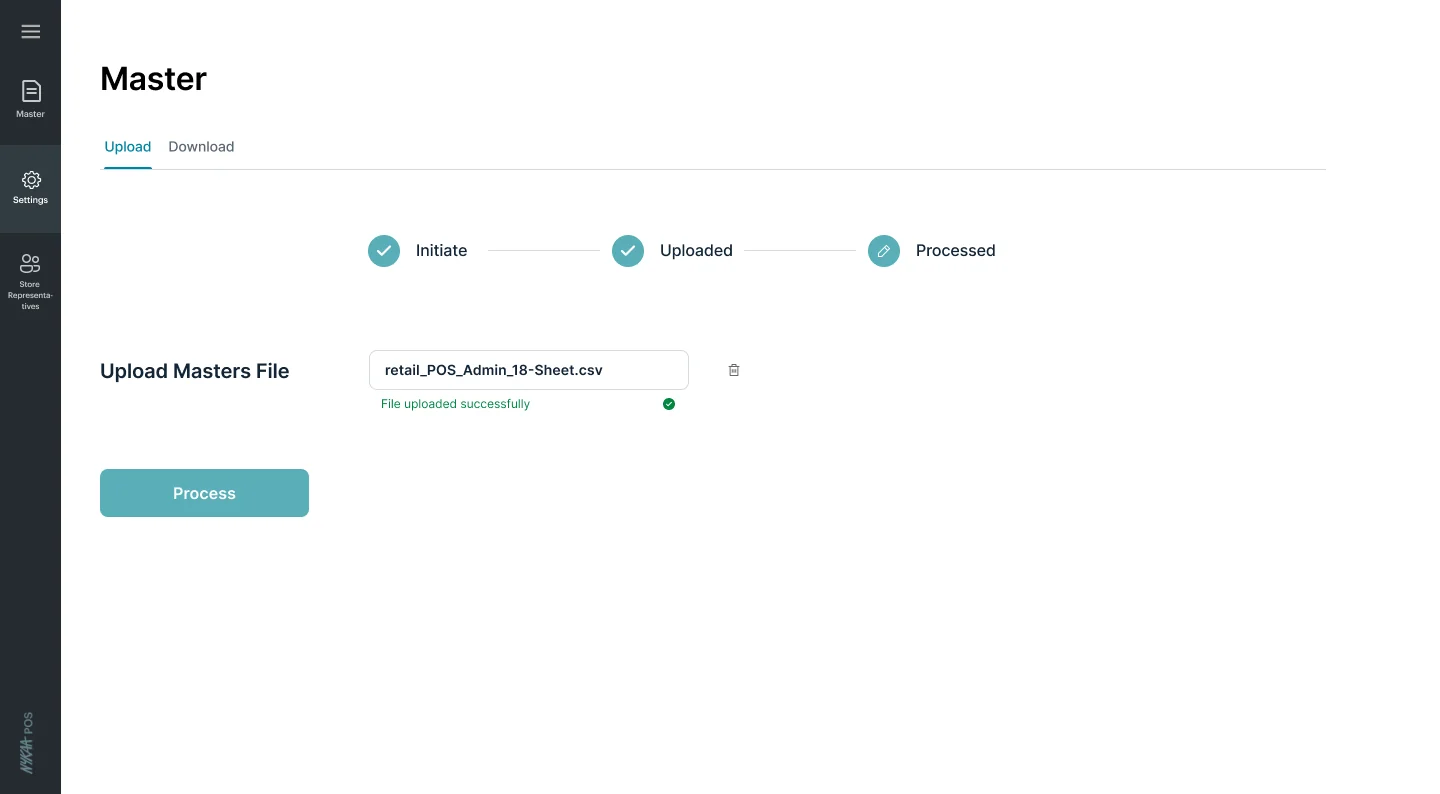 Master
Settings
Store
Representa-
tives
NYKAA POS
Master
Upload
Download
Initiate
Uploaded
Processed
Upload Masters File
retail_POS_Admin_18-Sheet.csv
File uploaded successfully
Process